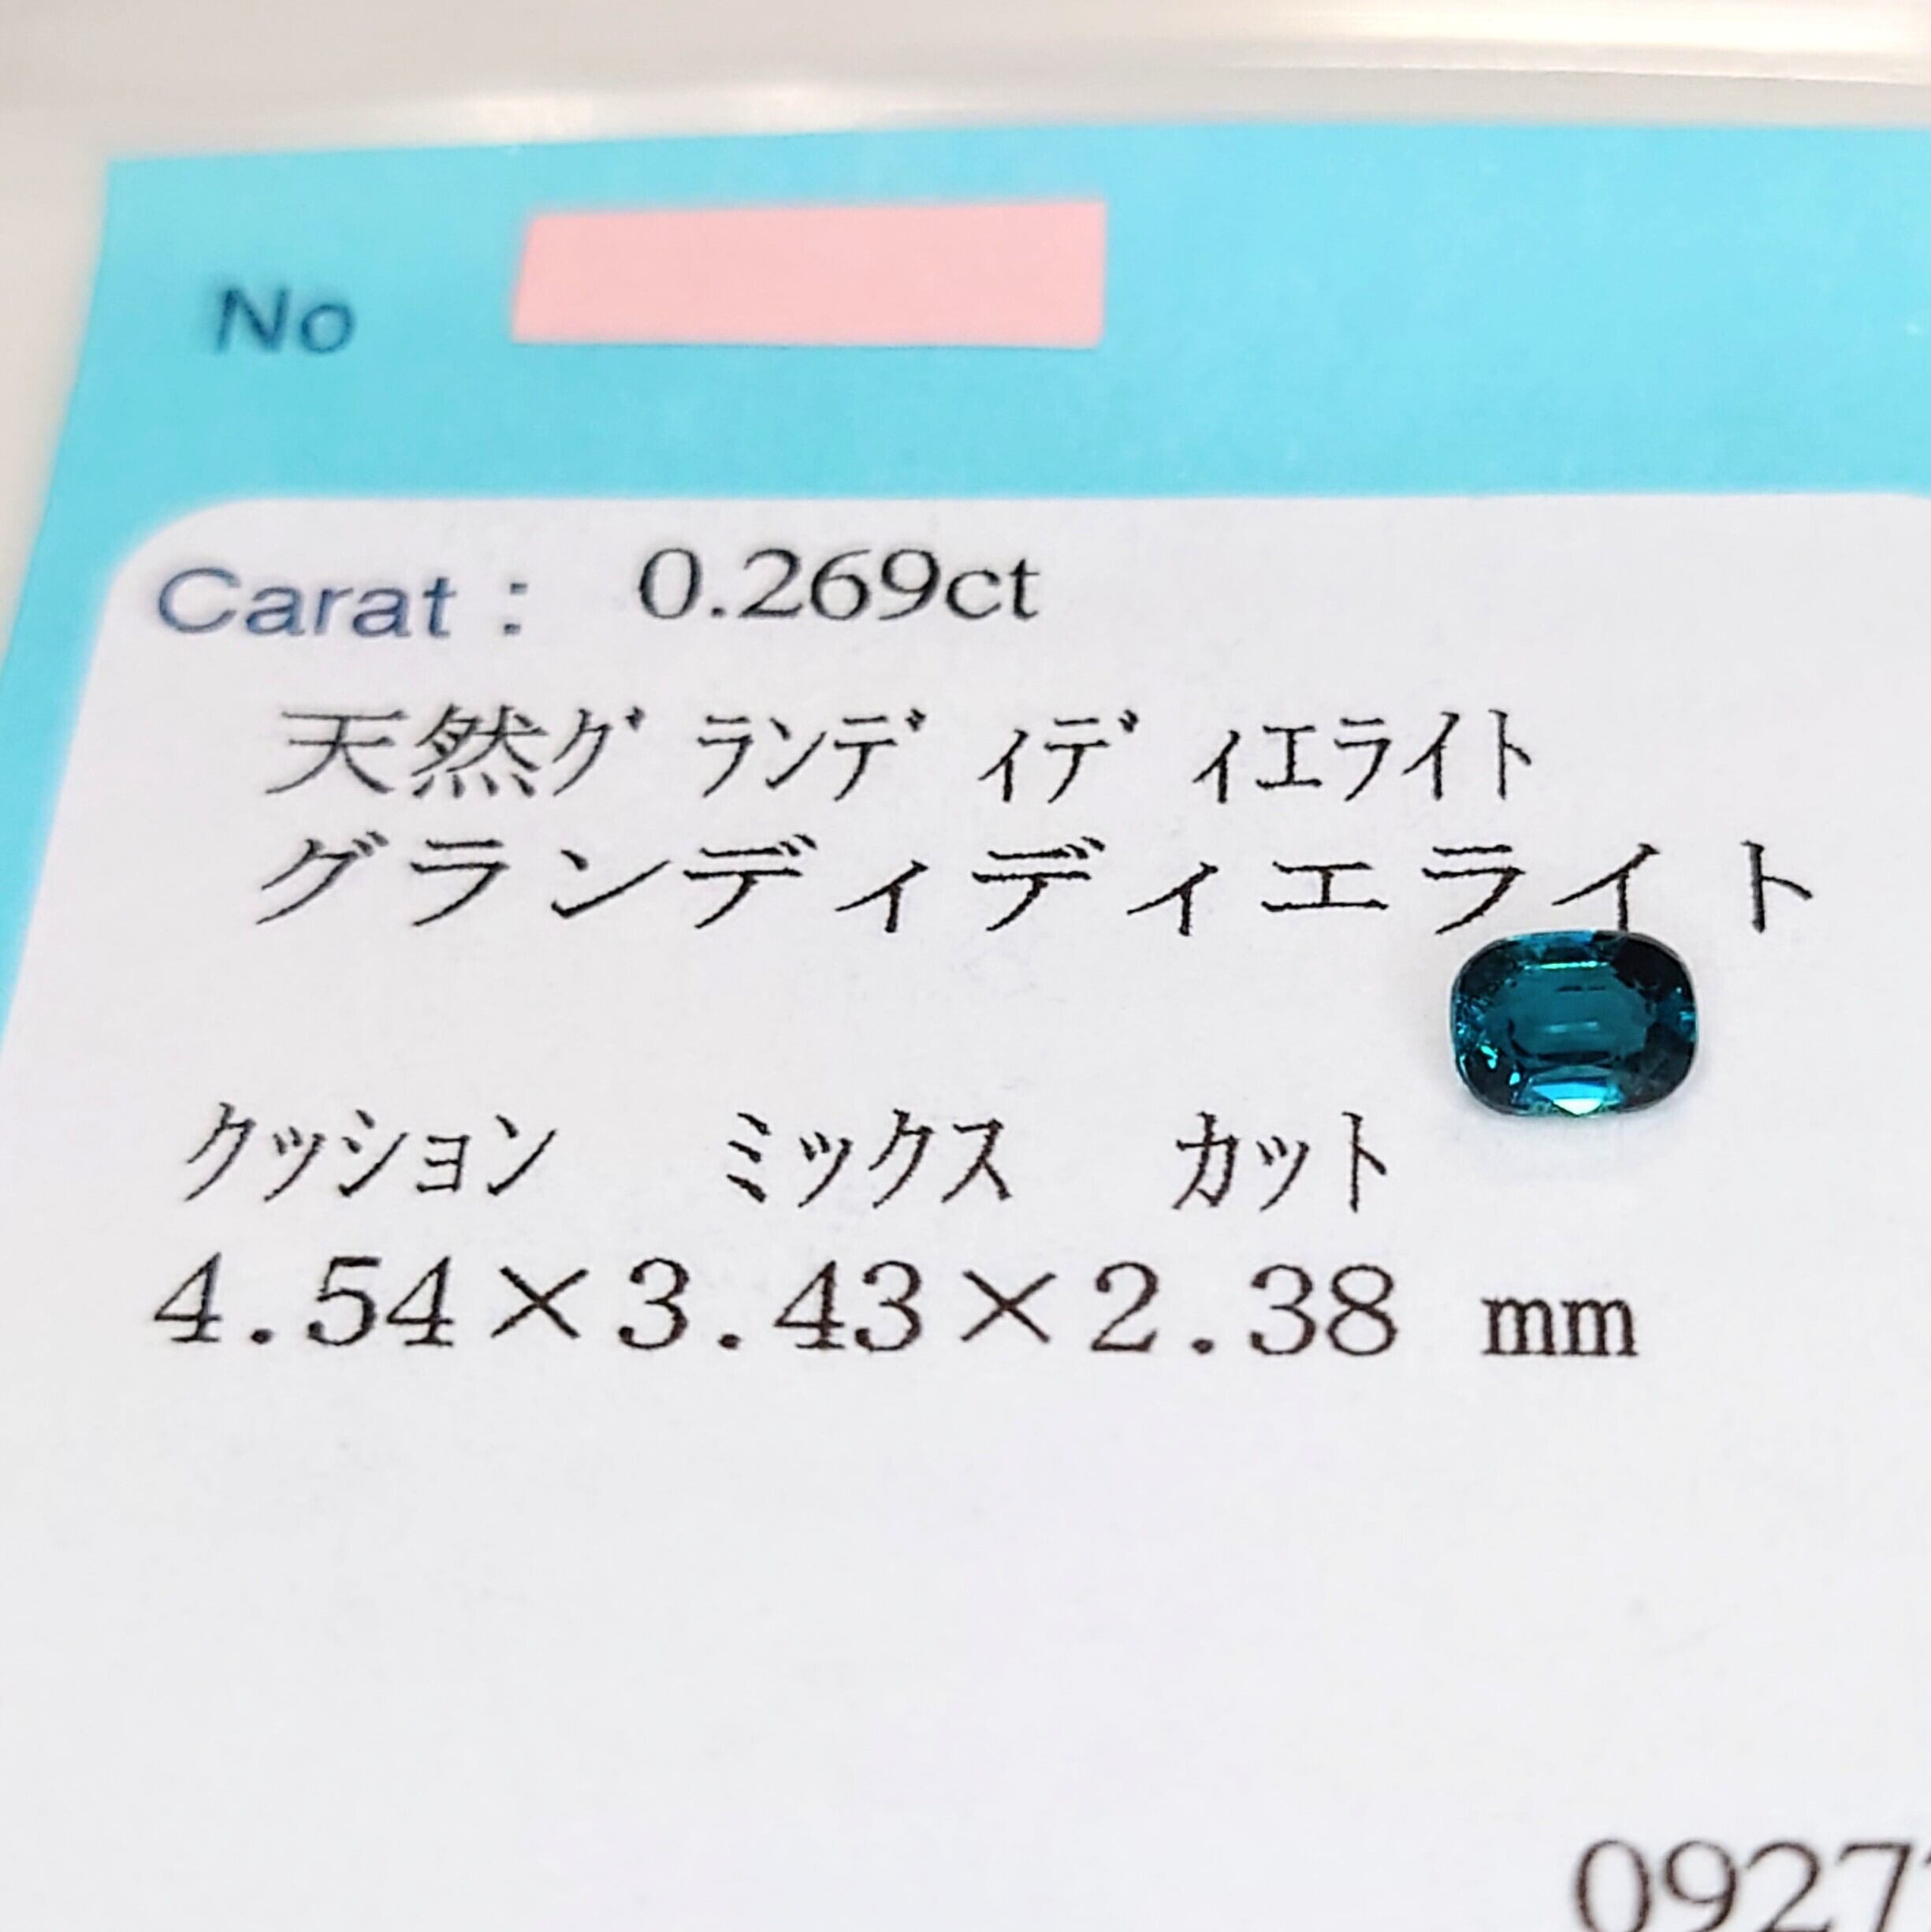 No
Carat : 0.269ct
天然ｸﾞﾗﾝﾃﾞｨﾃﾞｨｴﾗｲﾄ
グランディディエライト
ｸｯｼｮﾝ ﾐｯｸｽ ｶｯﾄ
4.54×3.43×2.38 mm
0927